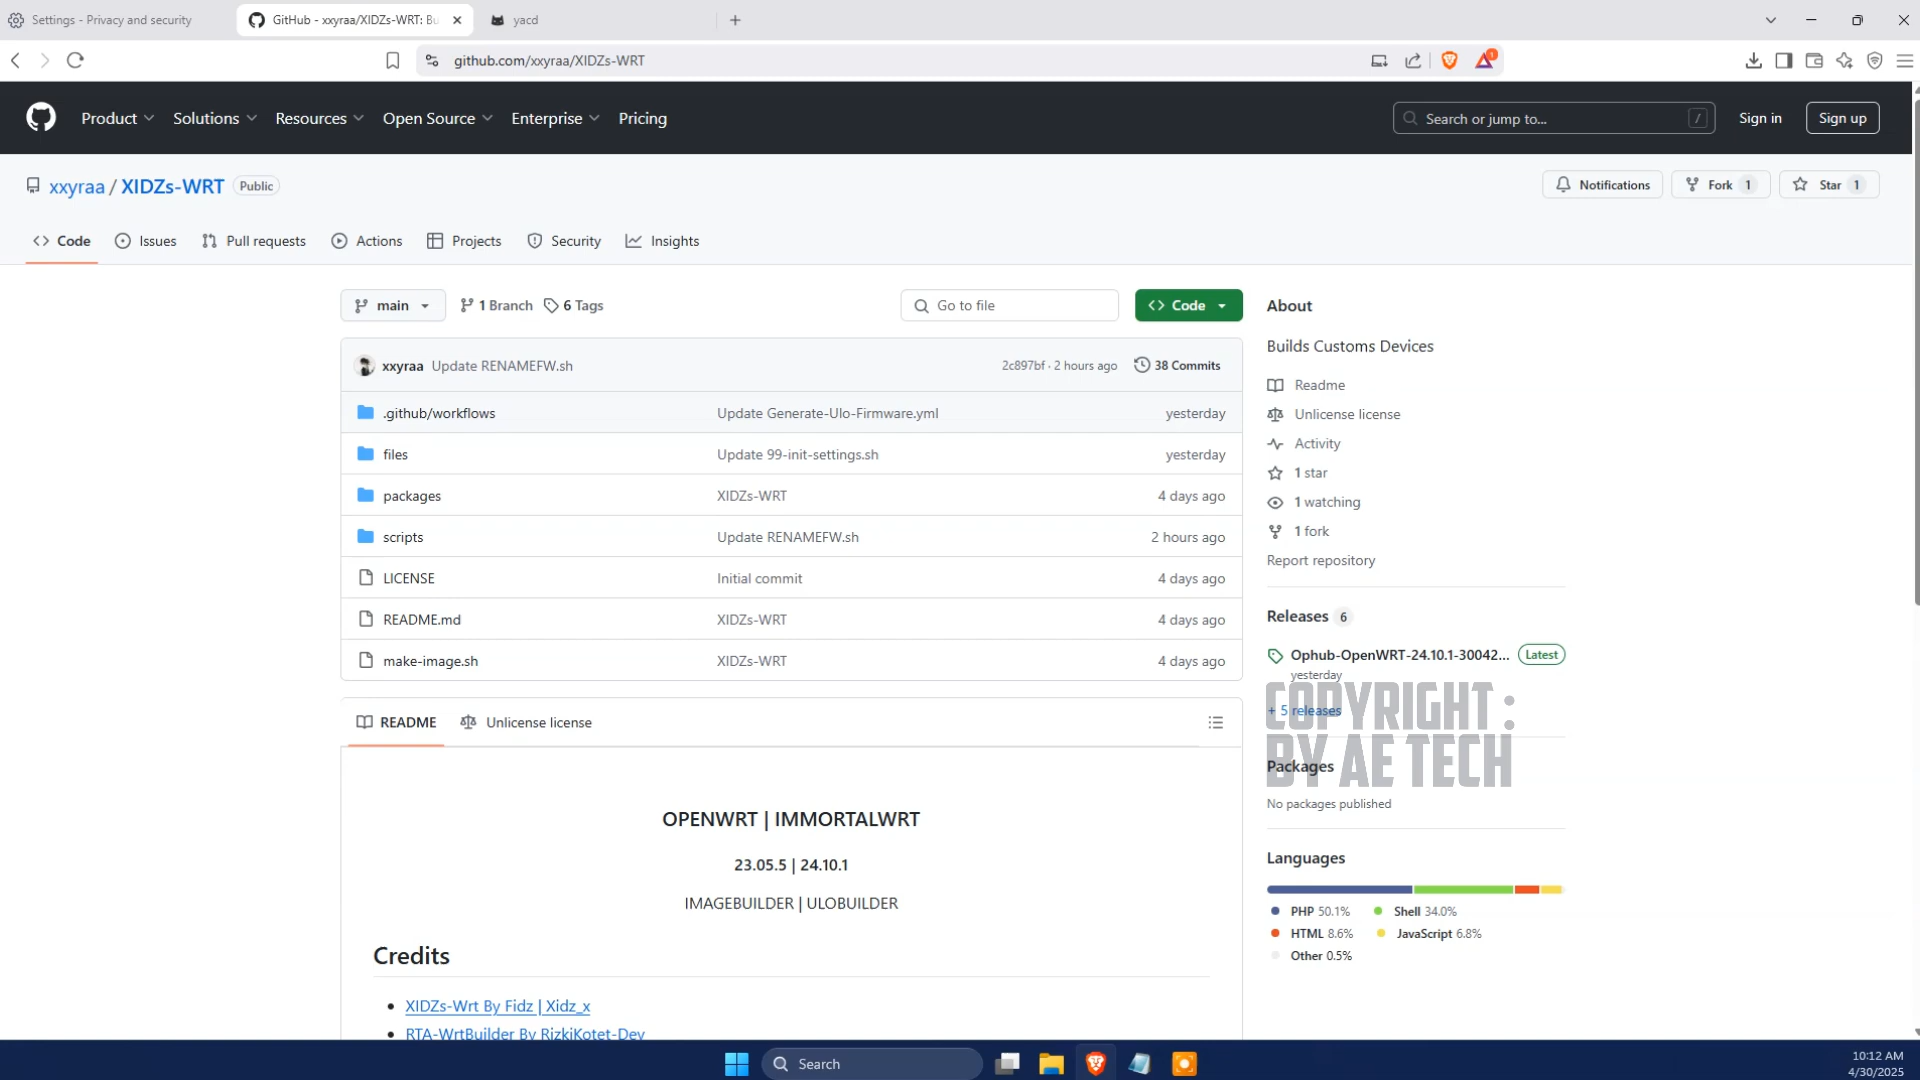 Settings - Privacy and security
GitHub - xxyraa/XIDZs-WRT: Bu
yacd
github.com/xxyraa/XIDZs-WRT
1
Product
Solutions
Resources
Open Source
Enterprise
Pricing
Search or jump to...
/
Sign in
Sign up
xxyraa / XIDZs-WRT
Public
Notifications
Fork 1
Star 1
Code
Issues
Pull requests
Actions
Projects
Security
Insights
main
1 Branch
6 Tags
Go to file
Code
xxyraa Update RENAMEFW.sh 2c897bf · 2 hours ago 38 Commits
.github/workflows Update Generate-Ulo-Firmware.yml yesterday
files Update 99-init-settings.sh yesterday
packages XIDZs-WRT 4 days ago
scripts Update RENAMEFW.sh 2 hours ago
LICENSE Initial commit 4 days ago
README.md XIDZs-WRT 4 days ago
make-image.sh XIDZs-WRT 4 days ago
README
Unlicense license
OPENWRT | IMMORTALWRT
23.05.5 | 24.10.1
IMAGEBUILDER | ULOBUILDER
Credits
XIDZs-Wrt By Fidz | Xidz_x
RTA-WrtBuilder By RizkiKotet-Dev
About
Builds Customs Devices
Readme
Unlicense license
Activity
1 star
1 watching
1 fork
Report repository
Releases 6
Ophub-OpenWRT-24.10.1-30042... Latest
yesterday
+ 5 releases
COPYRIGHT :
BY AE TECH
Packages
No packages published
Languages
PHP 50.1% Shell 34.0%
HTML 8.6% JavaScript 6.8%
Other 0.5%
Search
10:12 AM
4/30/2025